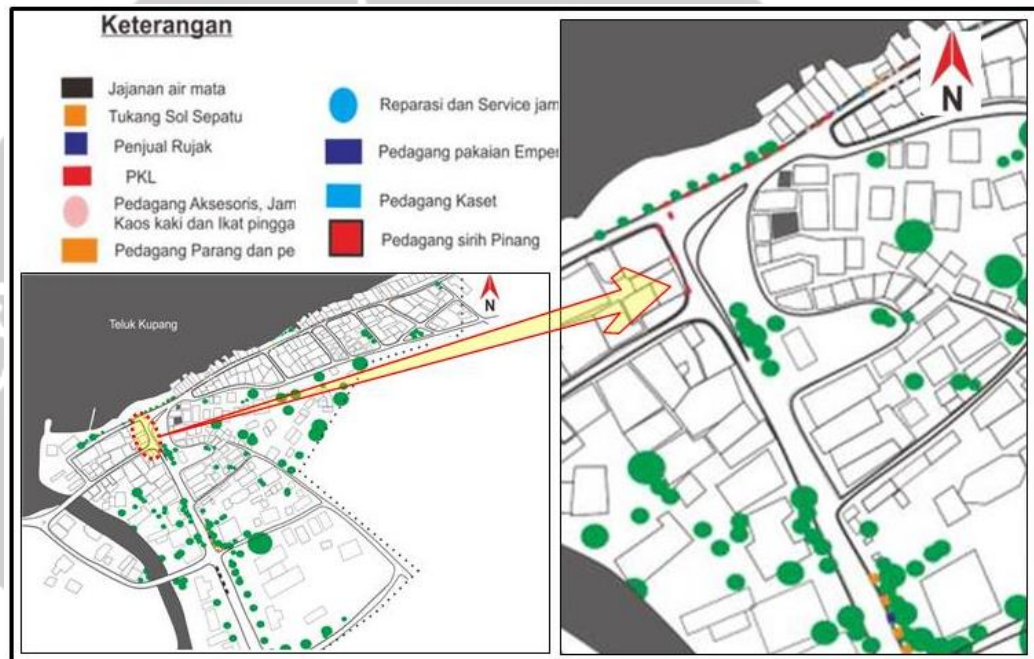 Keterangan
Jajanan air mata
Tukang Sol Sepatu
Penjual Rujak
PKL
Pedagang Aksesoris, Jam
Kaos kaki dan Ikat pingga
Pedagang Parang dan pe
Reparasi dan Service jam
Pedagang pakaian Emper
Pedagang Kaset
Pedagang sirih Pinang
N
Teluk Kupang
N